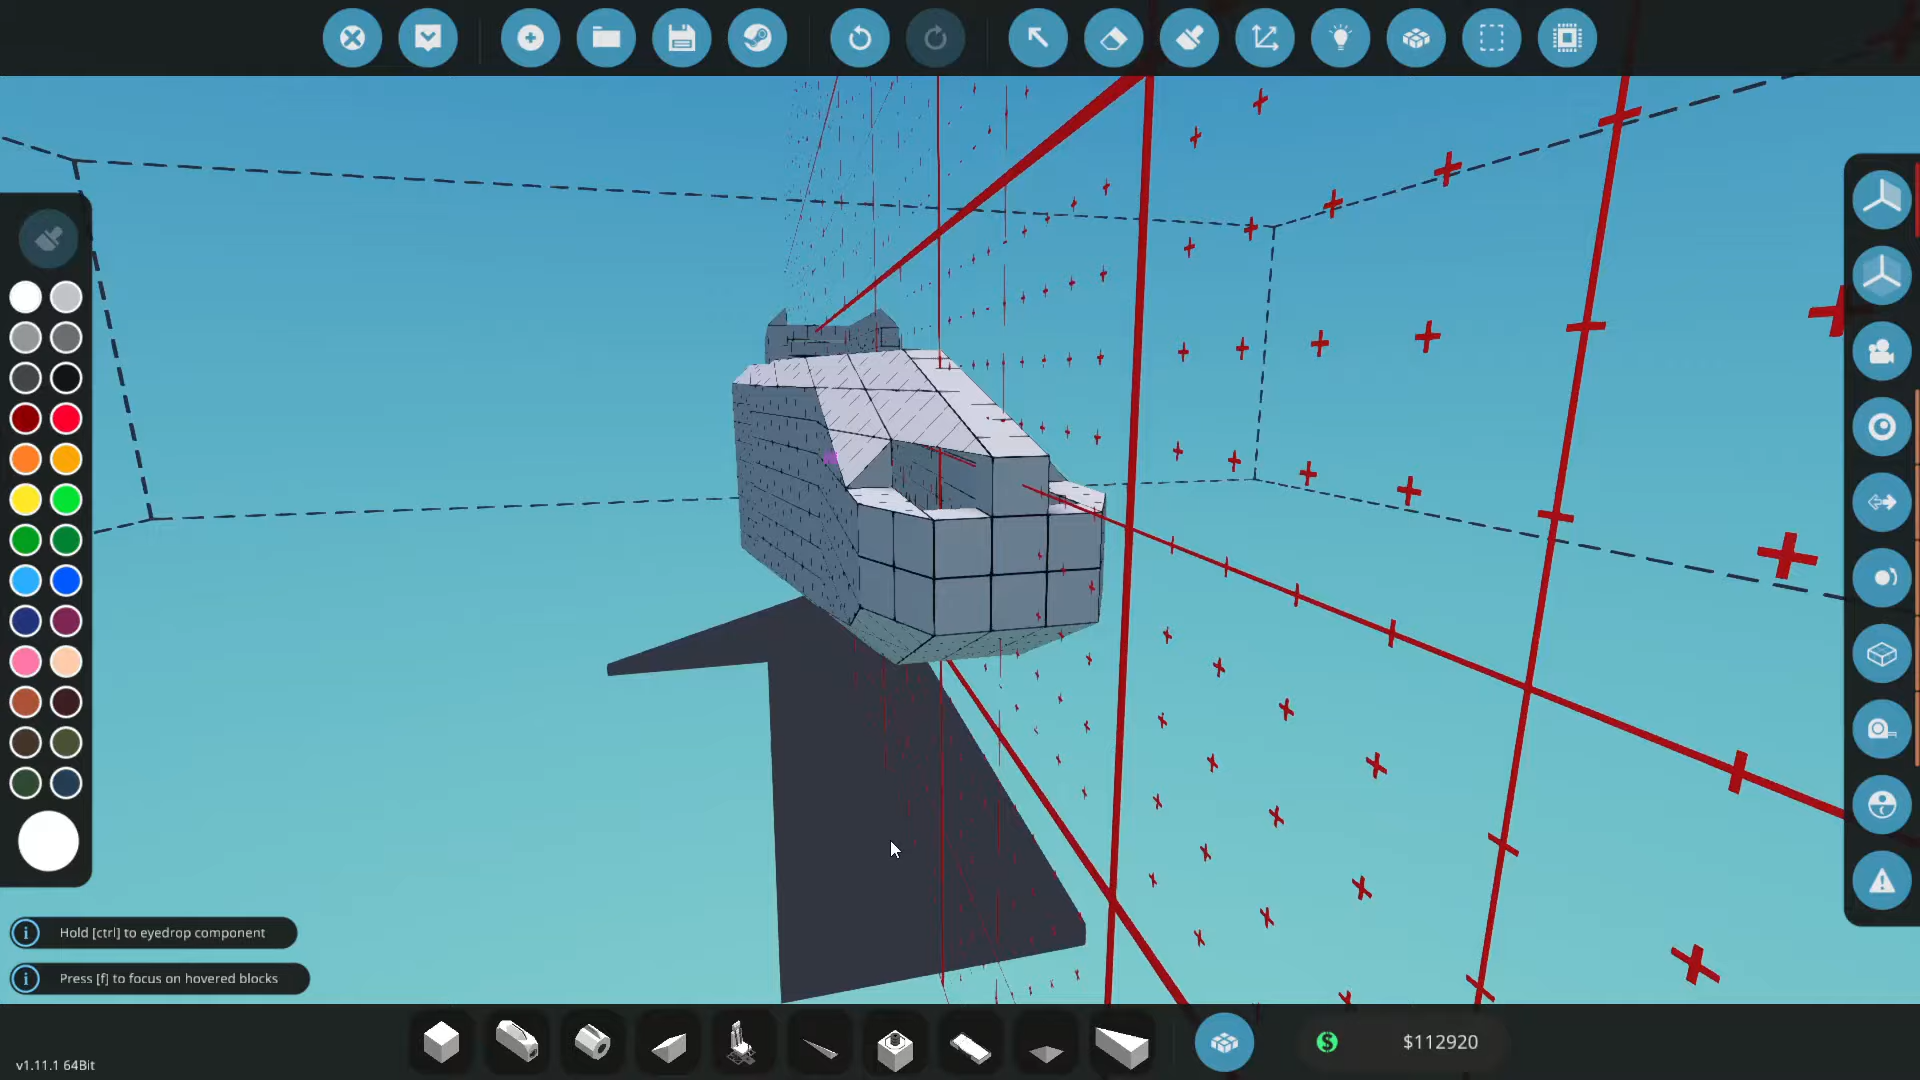 Hold [ctrl] to eyedrop component
Press [f] to focus on hovered blocks
$112920
v1.11.1 64Bit